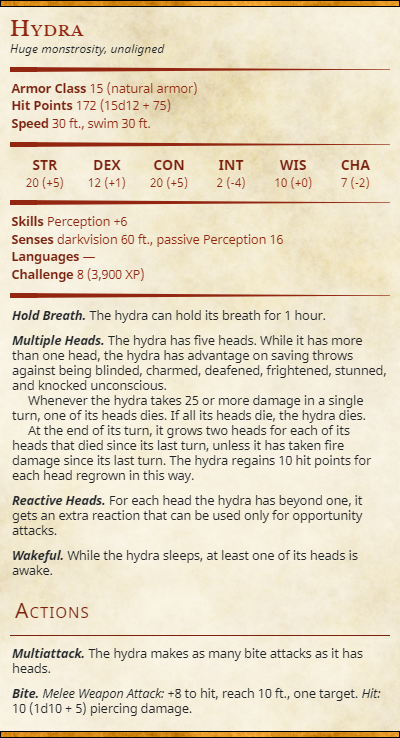 Hydra
Huge monstrosity, unaligned
Armor Class 15 (natural armor)
Hit Points 172 (15d12 + 75)
Speed 30 ft., swim 30 ft.
STR DEX CON INT WIS CHA
20 (+5) 12 (+1) 20 (+5) 2 (-4) 10 (+0) 7 (-2)
Skills Perception +6
Senses darkvision 60 ft., passive Perception 16
Languages —
Challenge 8 (3,900 XP)
Hold Breath. The hydra can hold its breath for 1 hour.
Multiple Heads. The hydra has five heads. While it has more
than one head, the hydra has advantage on saving throws
against being blinded, charmed, deafened, frightened, stunned,
and knocked unconscious.
Whenever the hydra takes 25 or more damage in a single
turn, one of its heads dies. If all its heads die, the hydra dies.
At the end of its turn, it grows two heads for each of its
heads that died since its last turn, unless it has taken fire
damage since its last turn. The hydra regains 10 hit points for
each head regrown in this way.
Reactive Heads. For each head the hydra has beyond one, it
gets an extra reaction that can be used only for opportunity
attacks.
Wakeful. While the hydra sleeps, at least one of its heads is
awake.
Actions
Multiattack. The hydra makes as many bite attacks as it has
heads.
Bite. Melee Weapon Attack: +8 to hit, reach 10 ft., one target. Hit:
10 (1d10 + 5) piercing damage.